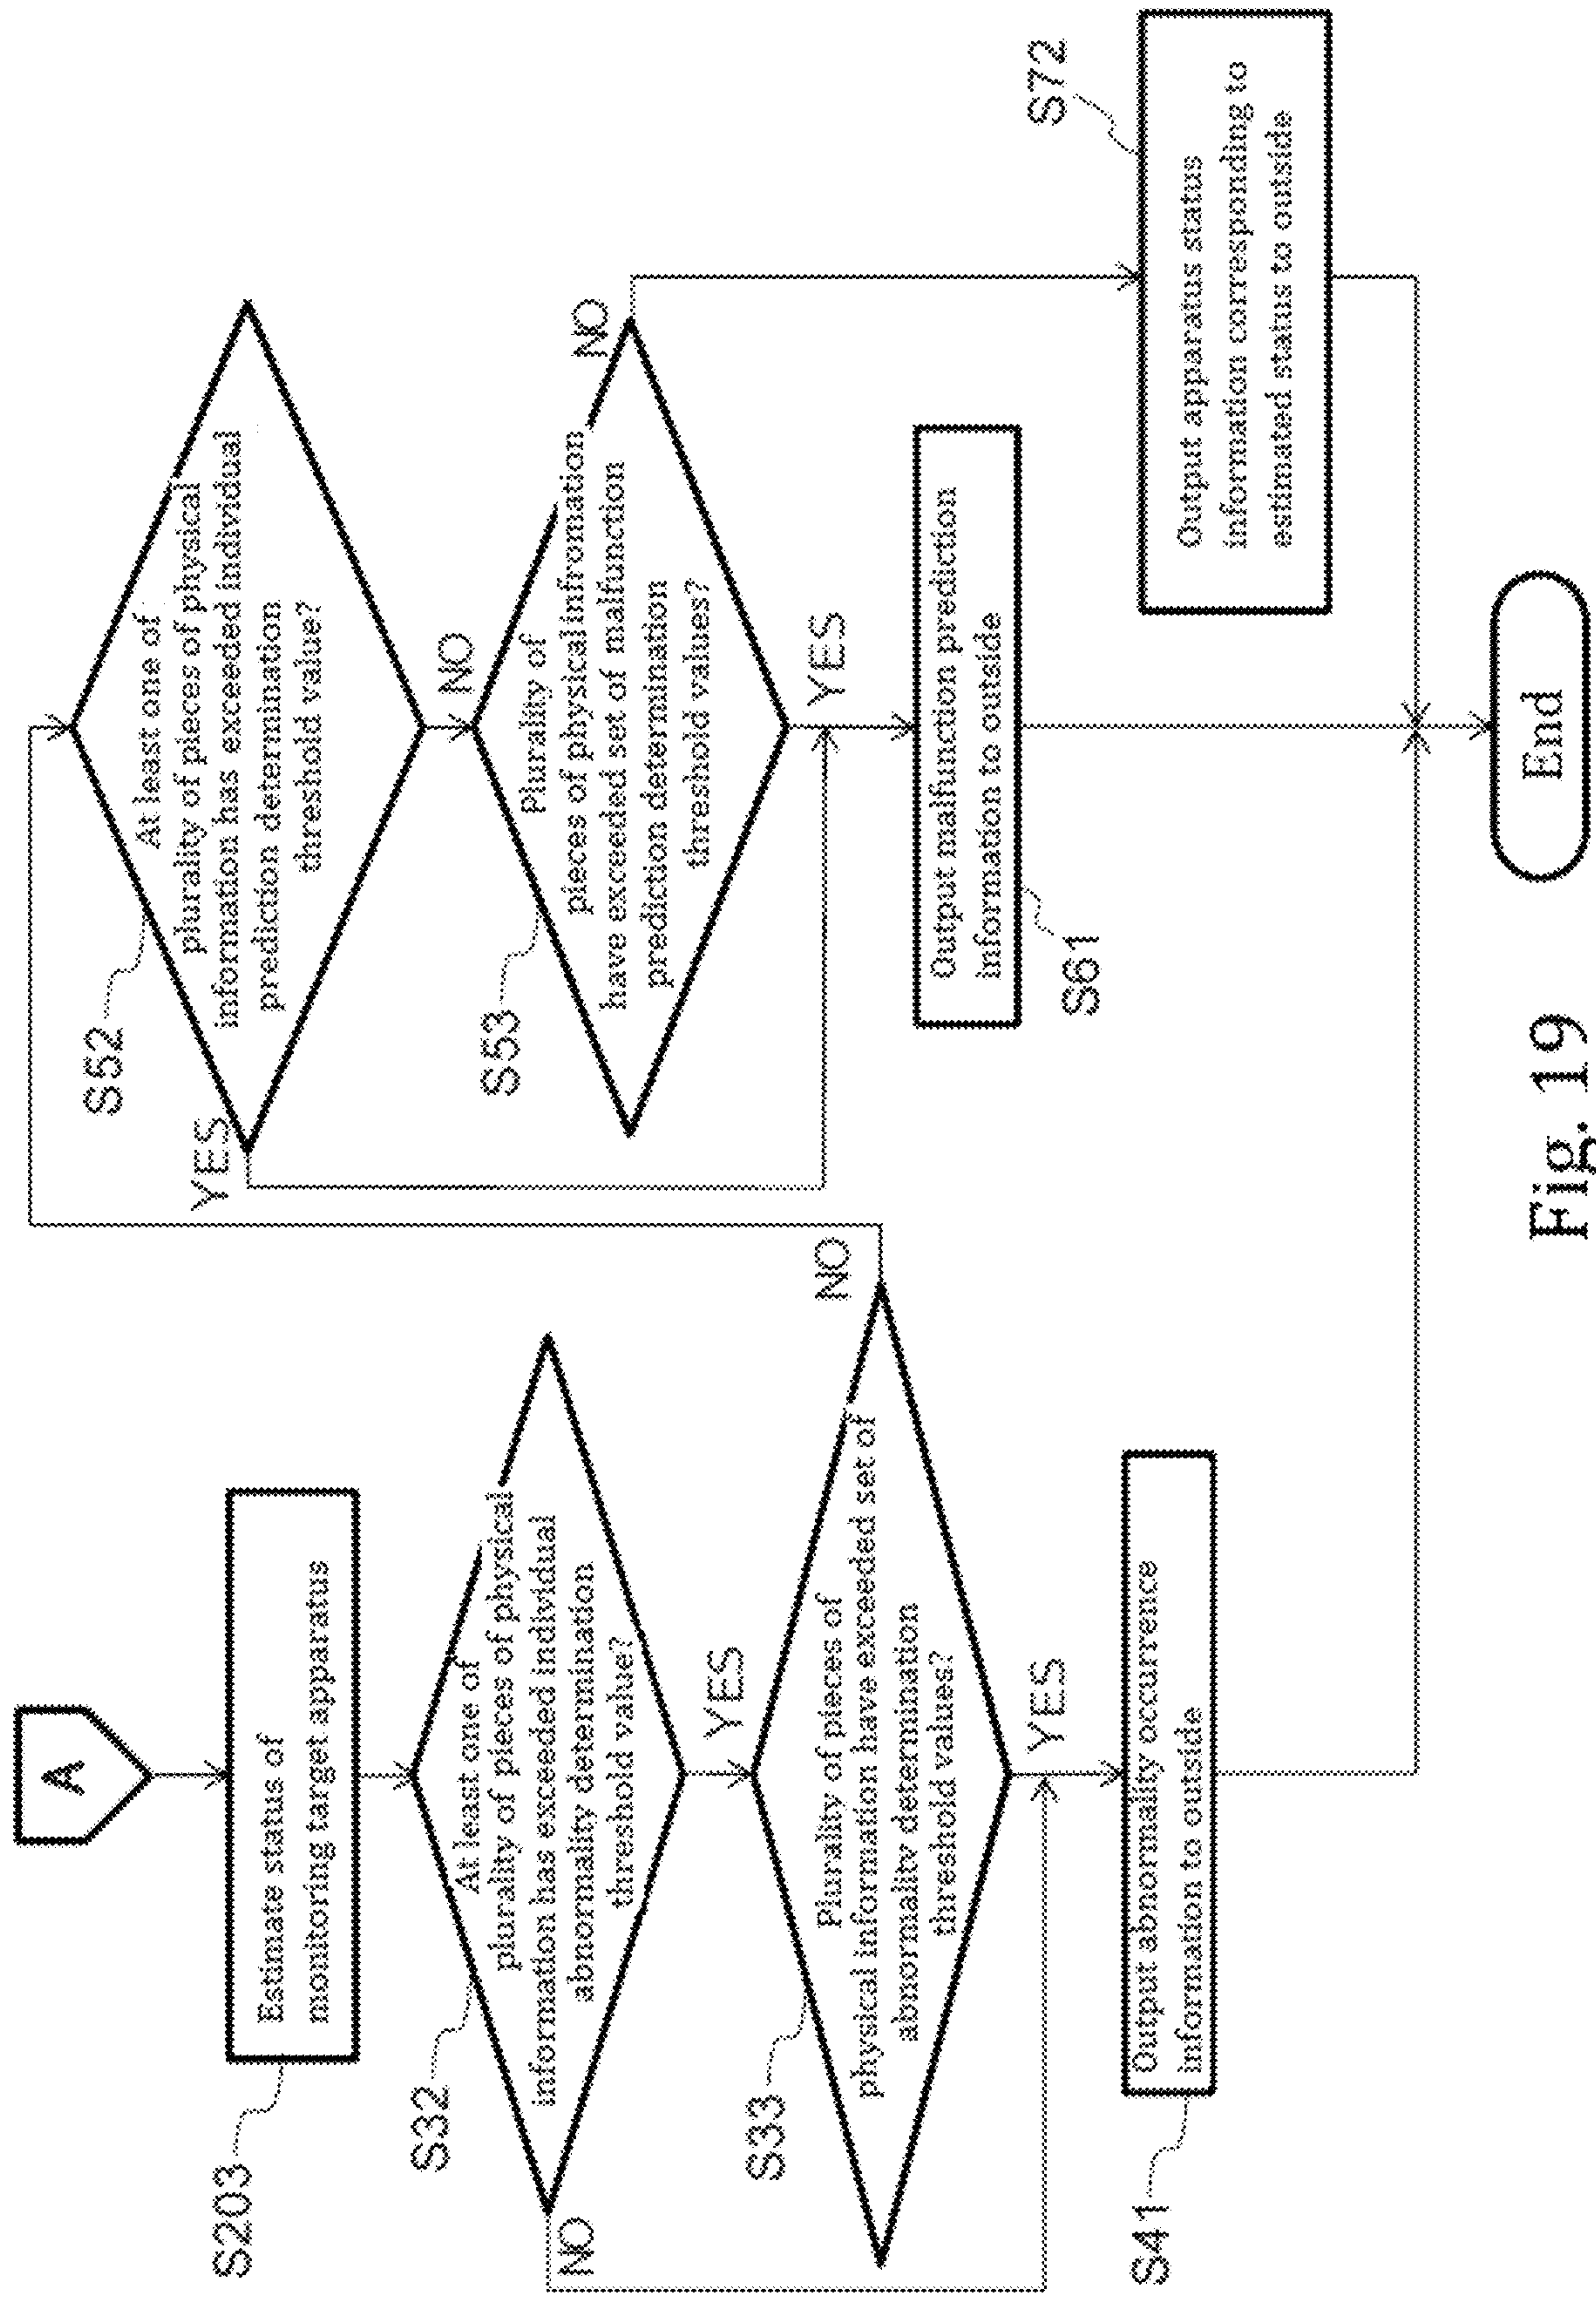 A
S203
Estimate status of
monitoring target apparatus
S32
At least one of
plurality of pieces of physical
information has exceeded individual
abnormality determination
threshold value?
NO
YES
S33
Plurality of pieces of
physical information have exceeded set of
abnormality determination
threshold values?
NO
YES
S41
Output abnormality occurrence
information to outside
S52
At least one of
plurality of pieces of physical
information has exceeded individual
prediction determination
threshold value?
YES
NO
S53
Plurality of
pieces of physical infromation
have exceeded set of malfunction
prediction determination
threshold values?
NO
YES
Output malfunction prediction
information to outside
S61
S72
Output apparatus status
information corresponding to
estimated status to outside
End
Fig. 19